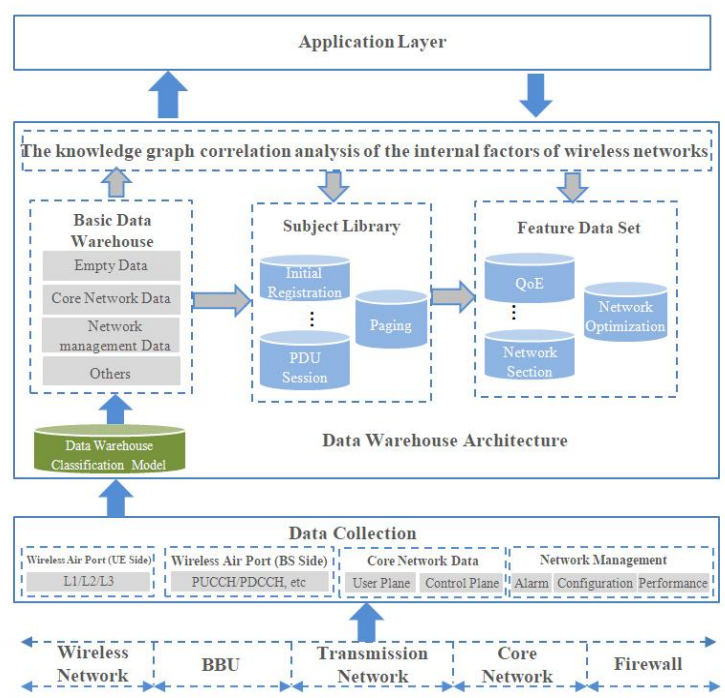 Application Layer
The knowledge graph correlation analysis of the internal factors of wireless networks
Basic Data
Warehouse
Empty Data
Core Network Data
Network
management Data
Others
Subject Library
Initial
Registration
⋮
Paging
PDU
Session
Feature Data Set
QoE
...
Network
Optimization
Network
Section
Data Warehouse
Classification Model
Data Warehouse Architecture
Data Collection
Wireless Air Port (UE Side)
L1/L2/L3
Wireless Air Port (BS Side)
PUCCH/PDCCH, etc
Core Network Data
User Plane
Control Plane
Network Management
Alarm
Configuration
Performance
Wireless
Network
BBU
Transmission
Network
Core
Network
Firewall